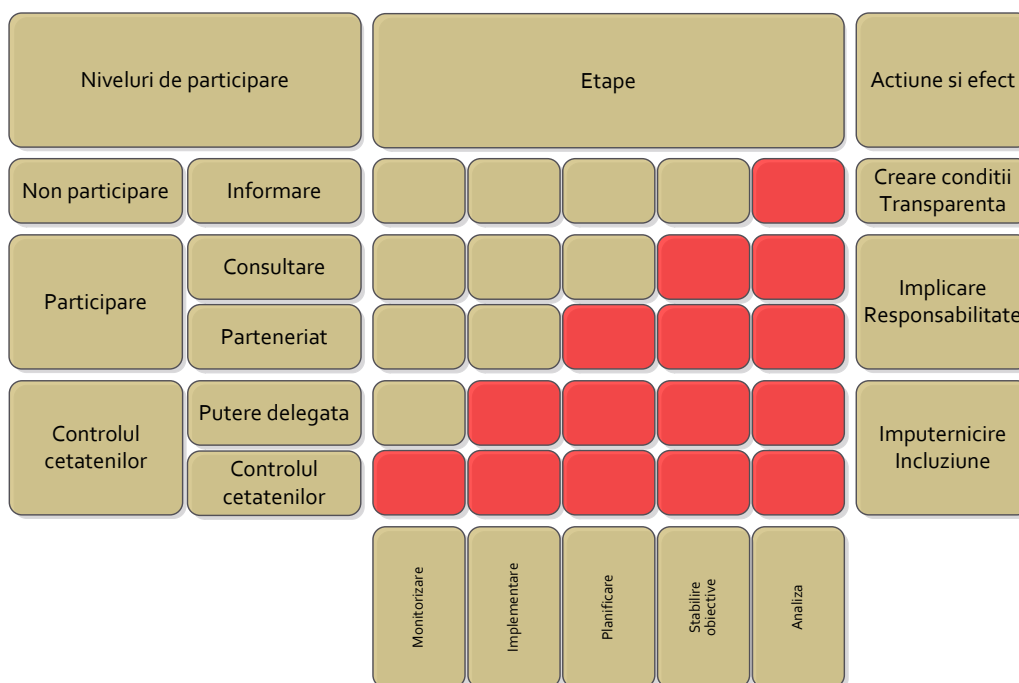 Niveluri de participare
Etape
Actiune si efect
Non participare
Informare
Creare conditii
Transparenta
Participare
Consultare
Parteneriat
Implicare
Responsabilitate
Controlul
cetatenilor
Putere delegata
Controlul
cetatenilor
Imputernicire
Incluziune
Monitorizare
Implementare
Planificare
Stabilire
obiective
Analiza